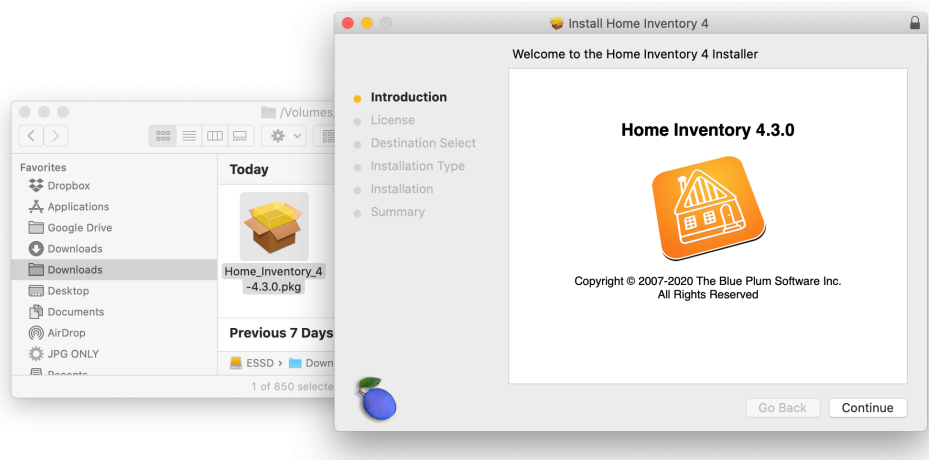 Install Home Inventory 4
Welcome to the Home Inventory 4 Installer
Introduction
License
Destination Select
Installation Type
Installation
Summary
Home Inventory 4.3.0
Copyright © 2007-2020 The Blue Plum Software Inc.
All Rights Reserved
Go Back
Continue
/Volumes
Favorites
Dropbox
Applications
Google Drive
Downloads
Downloads
Desktop
Documents
AirDrop
JPG ONLY
Recents
Today
Home_Inventory_4
-4.3.0.pkg
Previous 7 Days
ESSD › Down
1 of 850 selecte